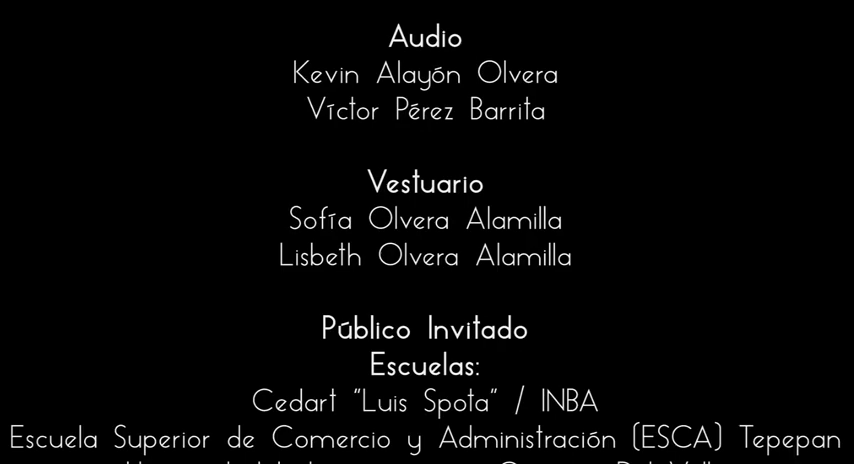 Audio
Kevin Alayón Olvera
Víctor Pérez Barrita
Vestuario
Sofía Olvera Alamilla
Lisbeth Olvera Alamilla
Público Invitado
Escuelas:
Cedart "Luis Spota" / INBA
Escuela Superior de Comercio y Administración (ESCA) Tepepan